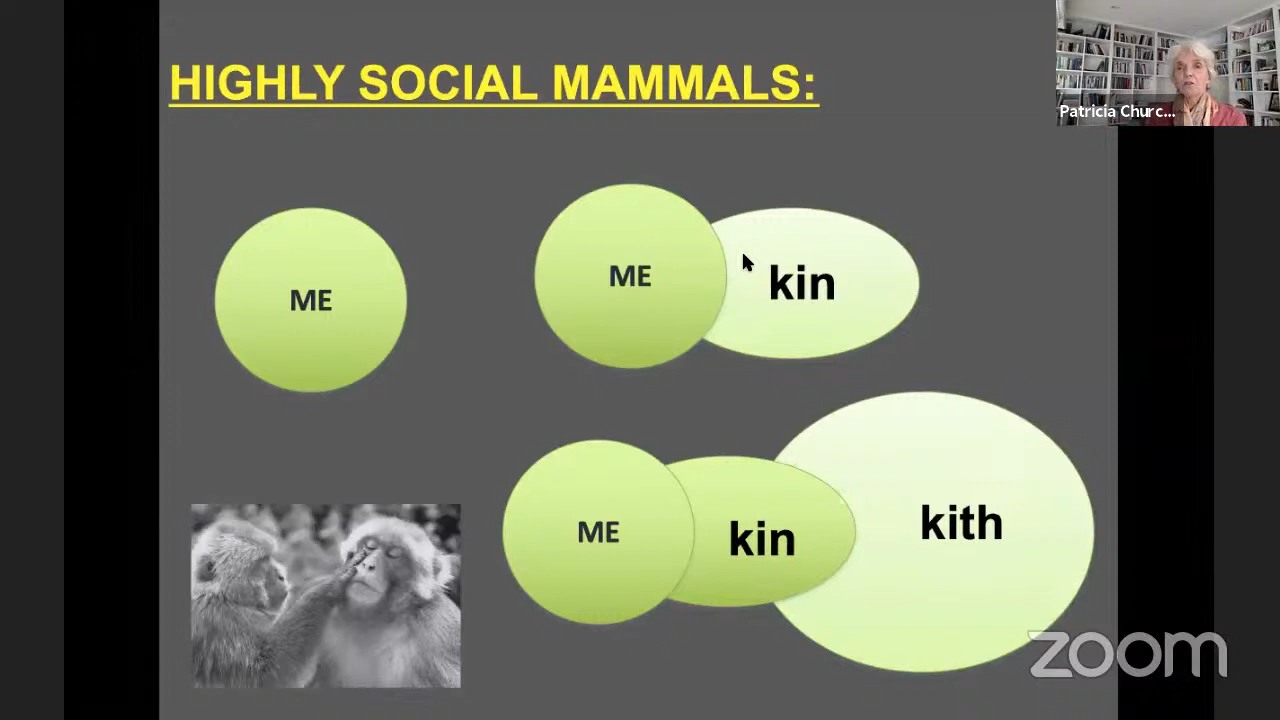 HIGHLY SOCIAL MAMMALS:
Patricia Churc...
ME
ME
kin
ME
kin
kith
zoom